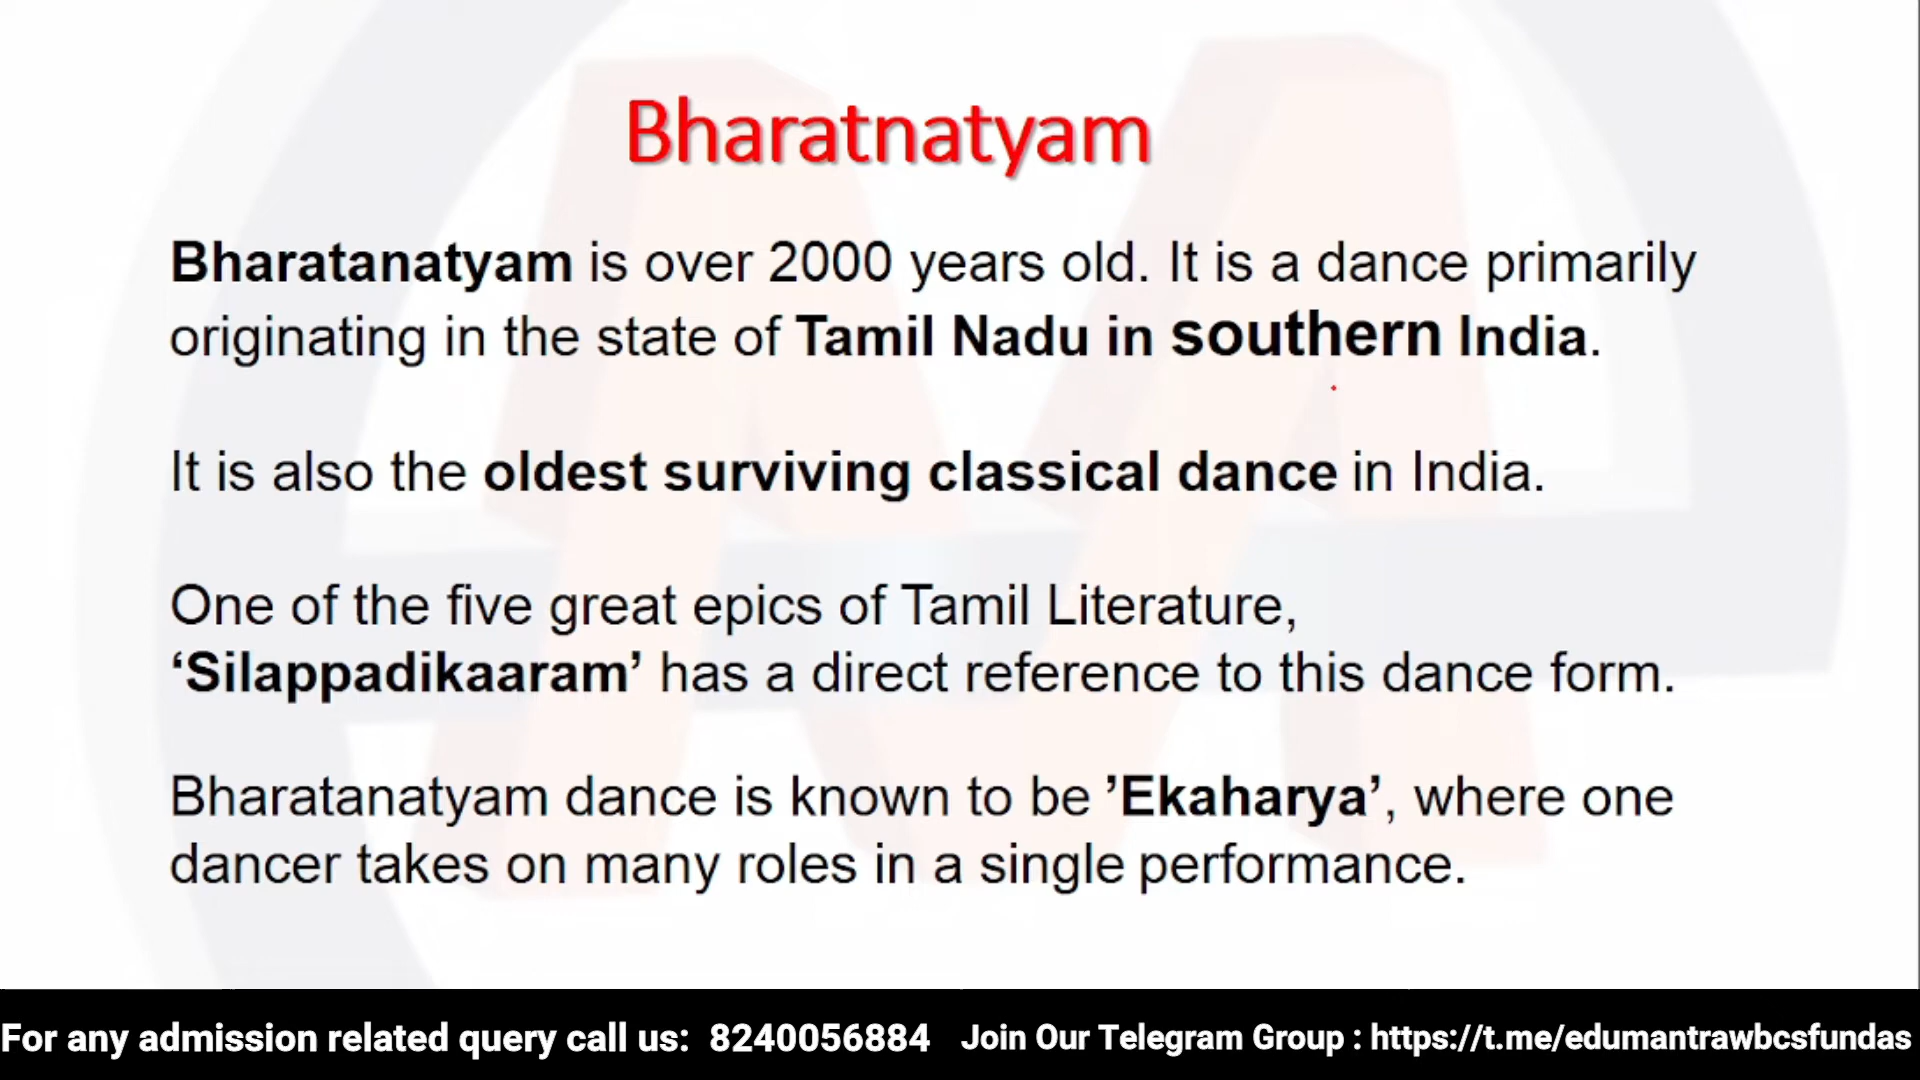 Bharatnatyam
Bharatanatyam is over 2000 years old. It is a dance primarily
originating in the state of Tamil Nadu in southern India.
It is also the oldest surviving classical dance in India.
One of the five great epics of Tamil Literature,
‘Silappadikaaram’ has a direct reference to this dance form.
Bharatanatyam dance is known to be ’Ekaharya’, where one
dancer takes on many roles in a single performance.
For any admission related query call us: 8240056884 Join Our Telegram Group : https://t.me/edumantrawbcsfundas